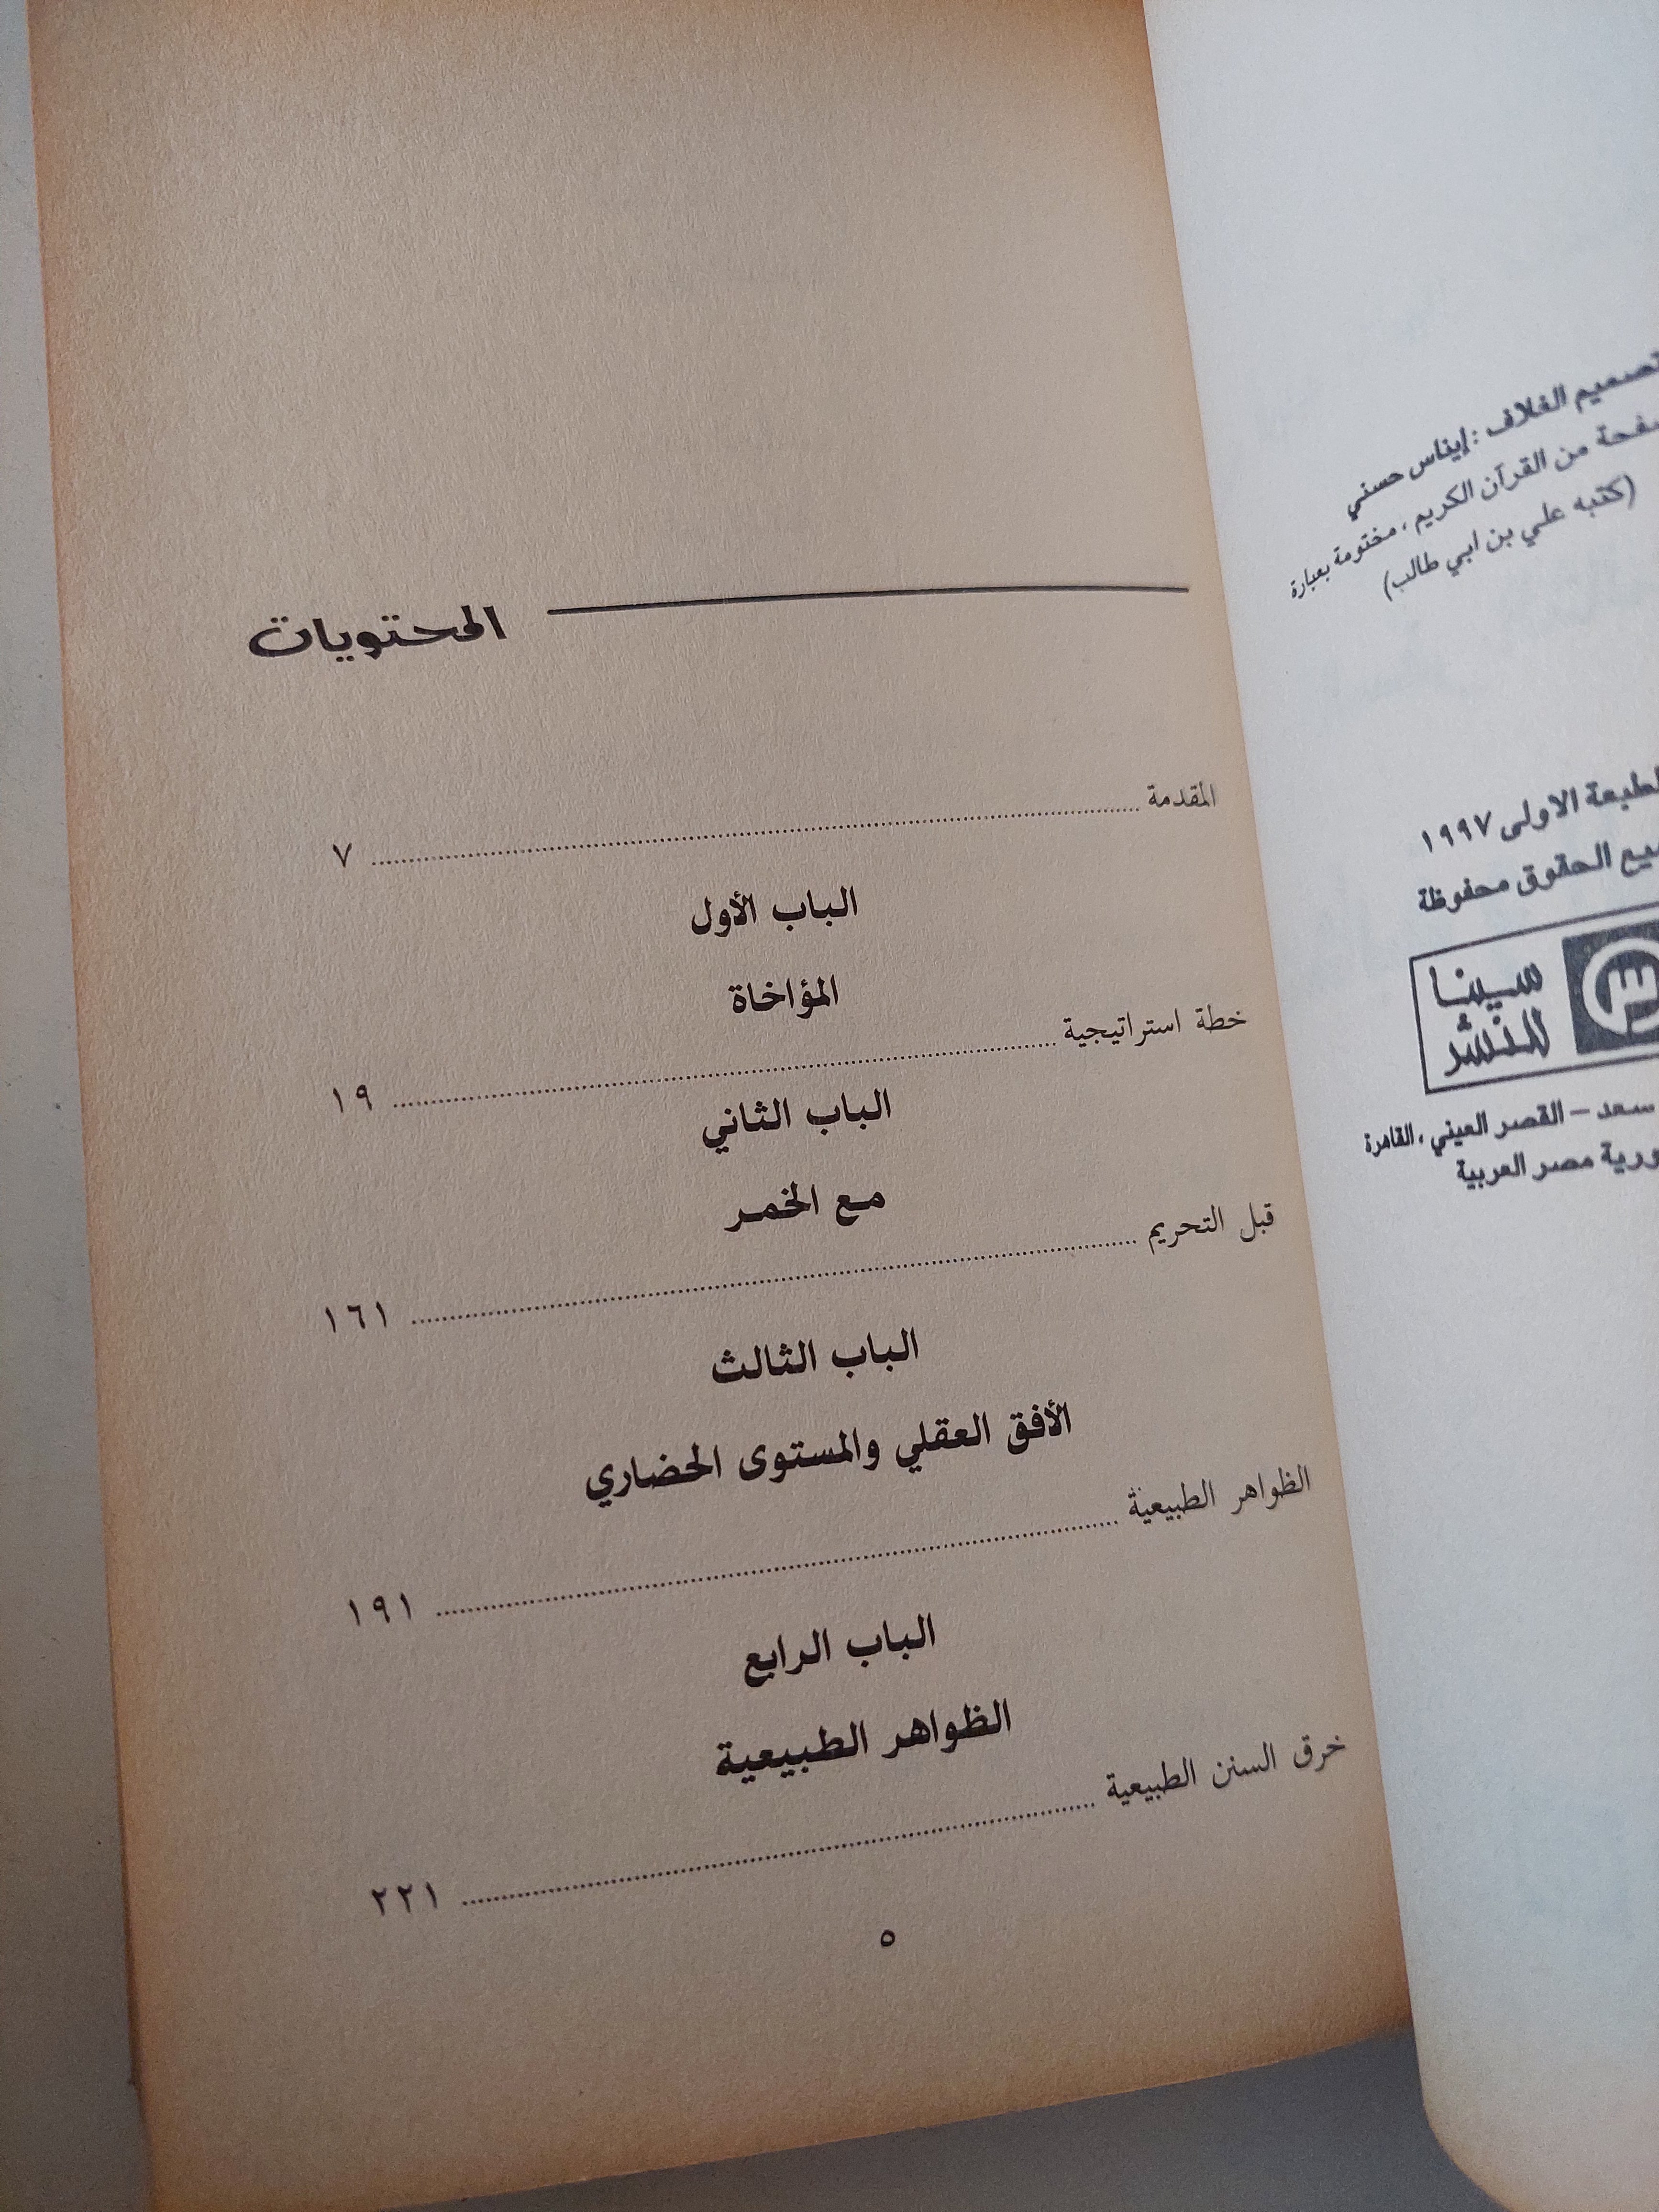 تصميم الغلاف : إيناس حسني
من القرآن الكريم ، مختومة بعبارة
(كتبه علي بن ابي طالب)
الطبعة الاولى ١٩٩٧
الحقوق محفوظة
سينا
للنشر
سعد – القصر العيني ، القاهرة
مصر العربية
المحتويات
المقدمة ................ ٧
الباب الأول
المؤاخاة
خطة استراتيجية ................ ١٩
الباب الثاني
مع الخمر
قبل التحريم ................ ١٦١
الباب الثالث
الأفق العقلي والمستوى الحضاري
الظواهر الطبيعية ................ ١٩١
الباب الرابع
الظواهر الطبيعية
خرق السنن الطبيعية ................ ٢٢١
٥